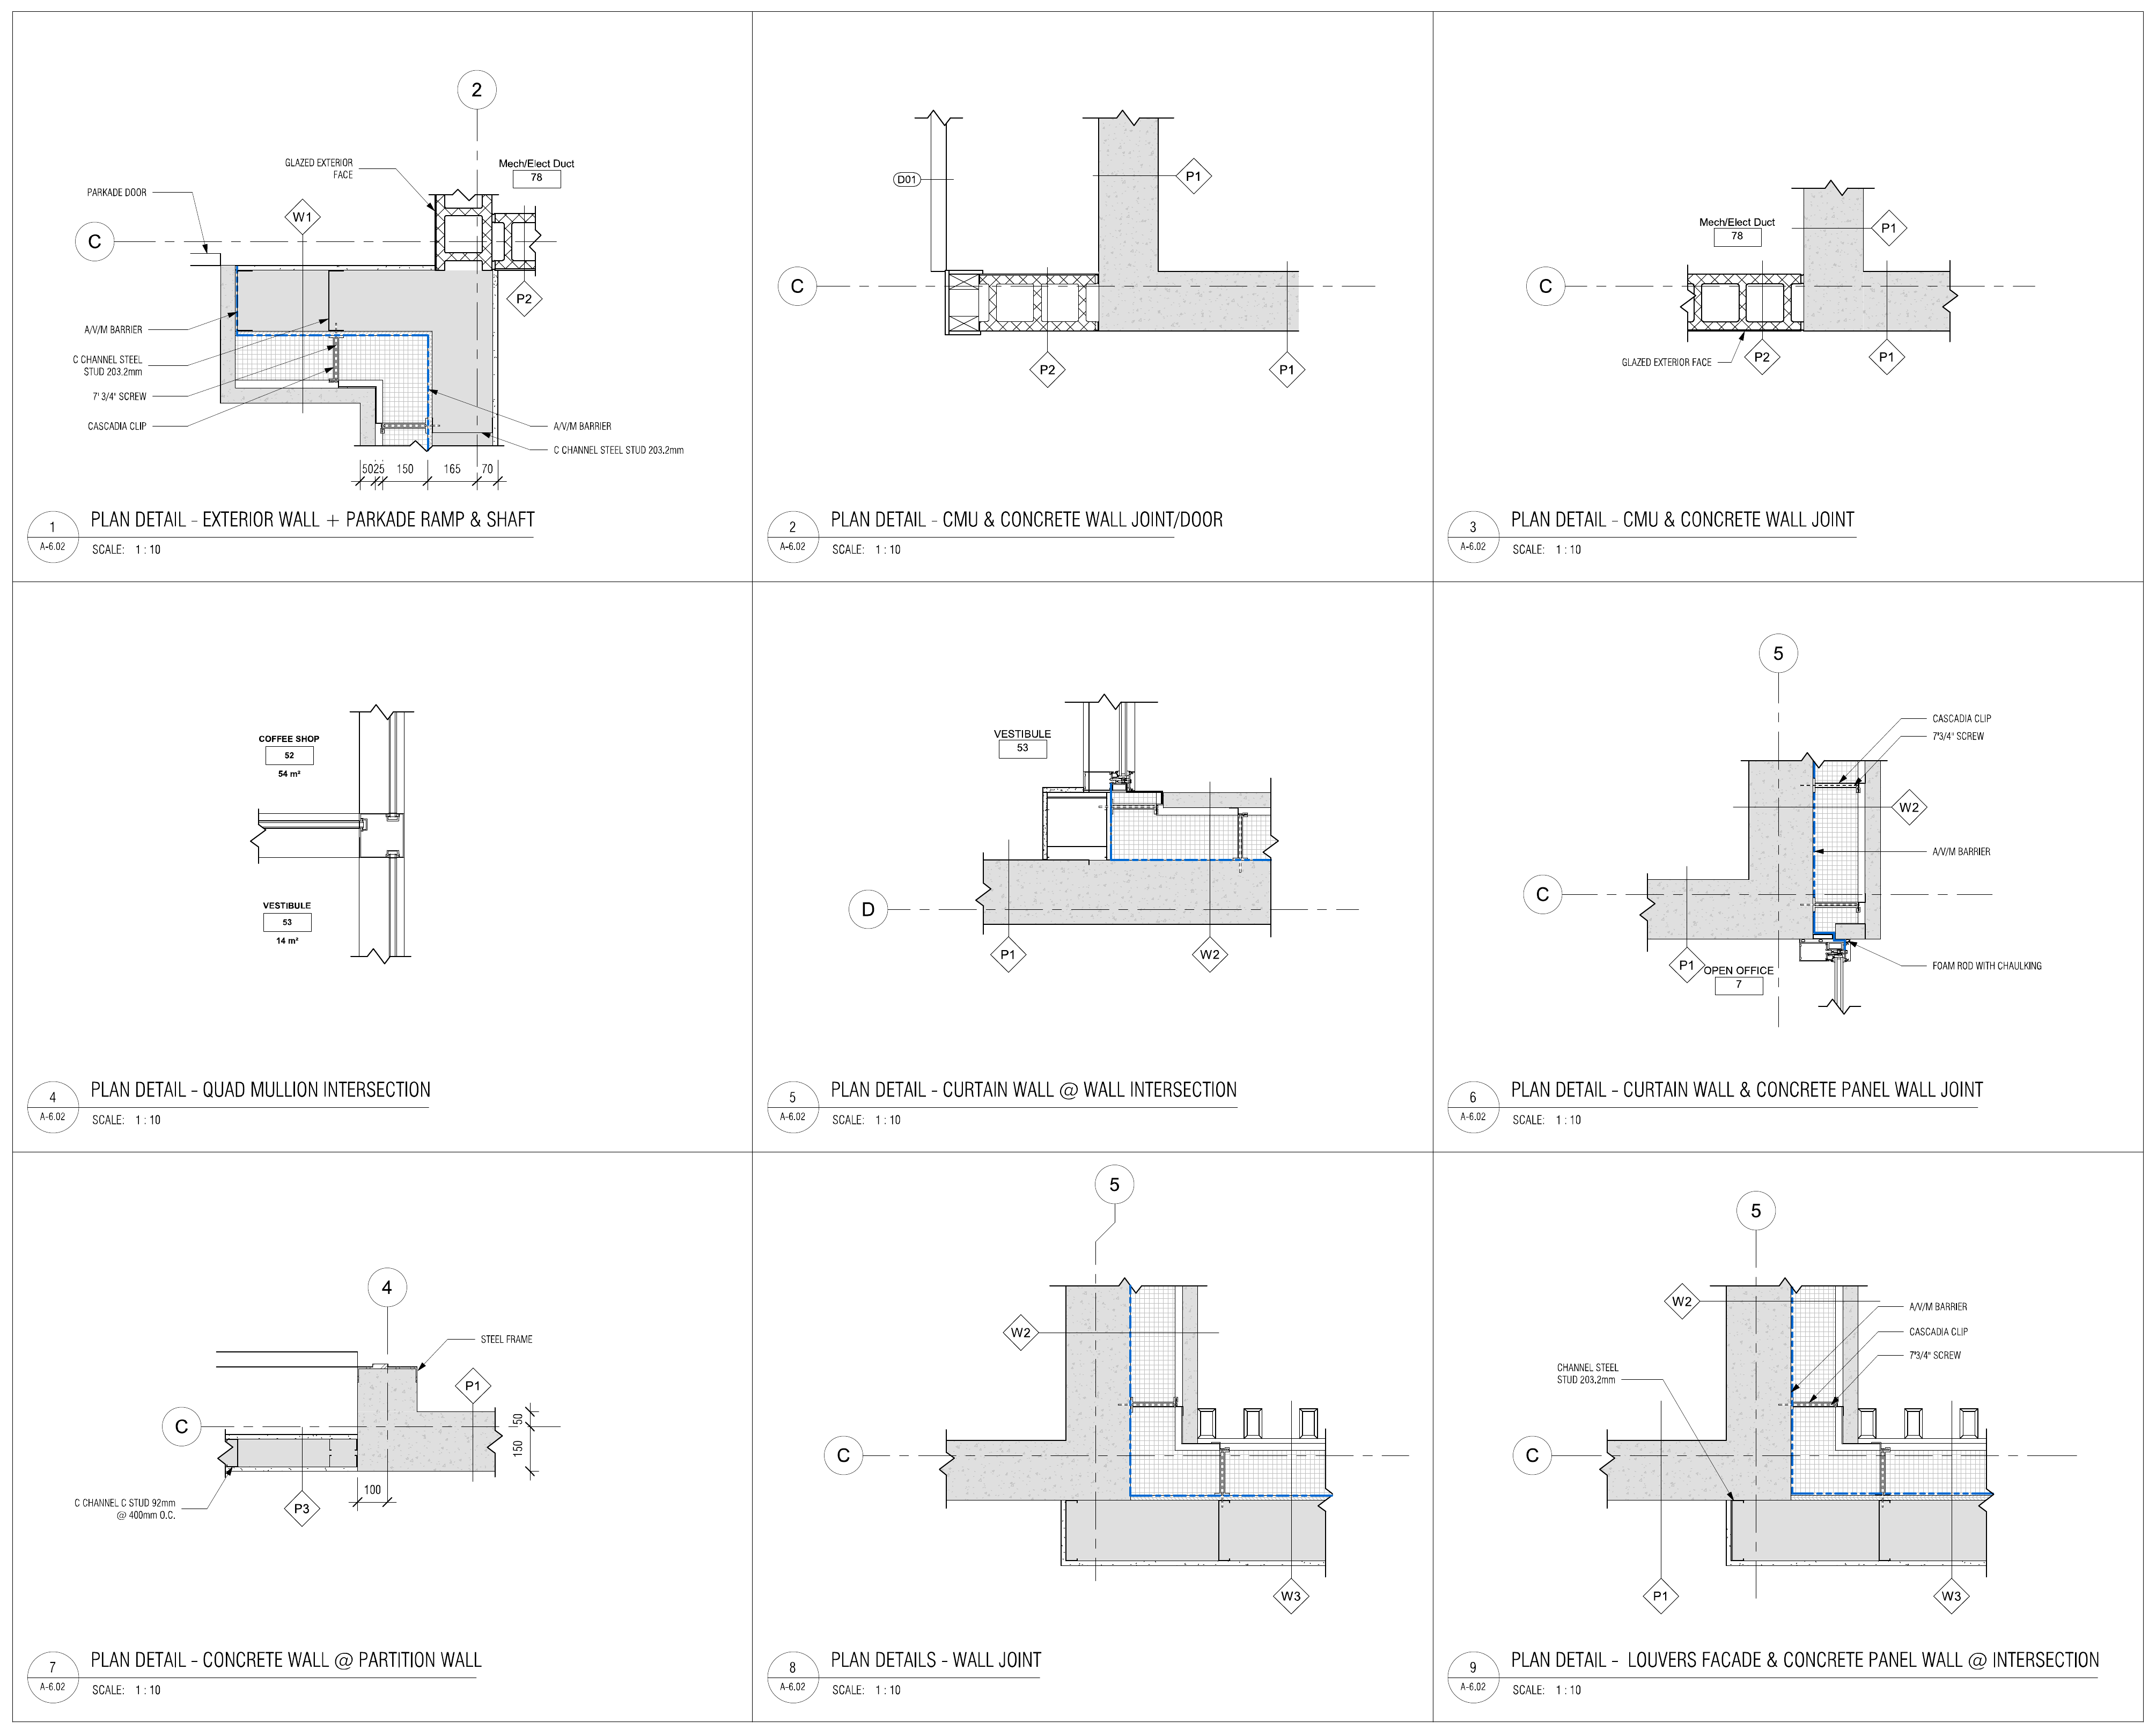 2
GLAZED EXTERIOR
FACE
Mech/Elect Duct
78
PARKADE DOOR
W1
C
P2
A/V/M BARRIER
C CHANNEL STEEL
STUD 203.2mm
7' 3/4" SCREW
CASCADIA CLIP
A/V/M BARRIER
C CHANNEL STEEL STUD 203.2mm
50 25 150 165 70
1
A-6.02
PLAN DETAIL - EXTERIOR WALL + PARKADE RAMP & SHAFT
SCALE: 1 : 10
D01
P1
C
P2
P1
2
A-6.02
PLAN DETAIL - CMU & CONCRETE WALL JOINT/DOOR
SCALE: 1 : 10
Mech/Elect Duct
78
P1
C
GLAZED EXTERIOR FACE
P2
P1
3
A-6.02
PLAN DETAIL - CMU & CONCRETE WALL JOINT
SCALE: 1 : 10
COFFEE SHOP
52
54 m²
VESTIBULE
53
14 m²
4
A-6.02
PLAN DETAIL - QUAD MULLION INTERSECTION
SCALE: 1 : 10
VESTIBULE
53
D
P1
W2
5
A-6.02
PLAN DETAIL - CURTAIN WALL @ WALL INTERSECTION
SCALE: 1 : 10
5
CASCADIA CLIP
7'3/4" SCREW
W2
A/V/M BARRIER
C
P1
OPEN OFFICE
7
FOAM ROD WITH CHAULKING
6
A-6.02
PLAN DETAIL - CURTAIN WALL & CONCRETE PANEL WALL JOINT
SCALE: 1 : 10
4
STEEL FRAME
P1
C
50
150
100
C CHANNEL C STUD 92mm
@ 400mm O.C.
P3
7
A-6.02
PLAN DETAIL - CONCRETE WALL @ PARTITION WALL
SCALE: 1 : 10
5
W2
C
W3
8
A-6.02
PLAN DETAILS - WALL JOINT
SCALE: 1 : 10
5
W2
A/V/M BARRIER
CASCADIA CLIP
7'3/4" SCREW
CHANNEL STEEL
STUD 203.2mm
C
P1
W3
9
A-6.02
PLAN DETAIL - LOUVERS FACADE & CONCRETE PANEL WALL @ INTERSECTION
SCALE: 1 : 10